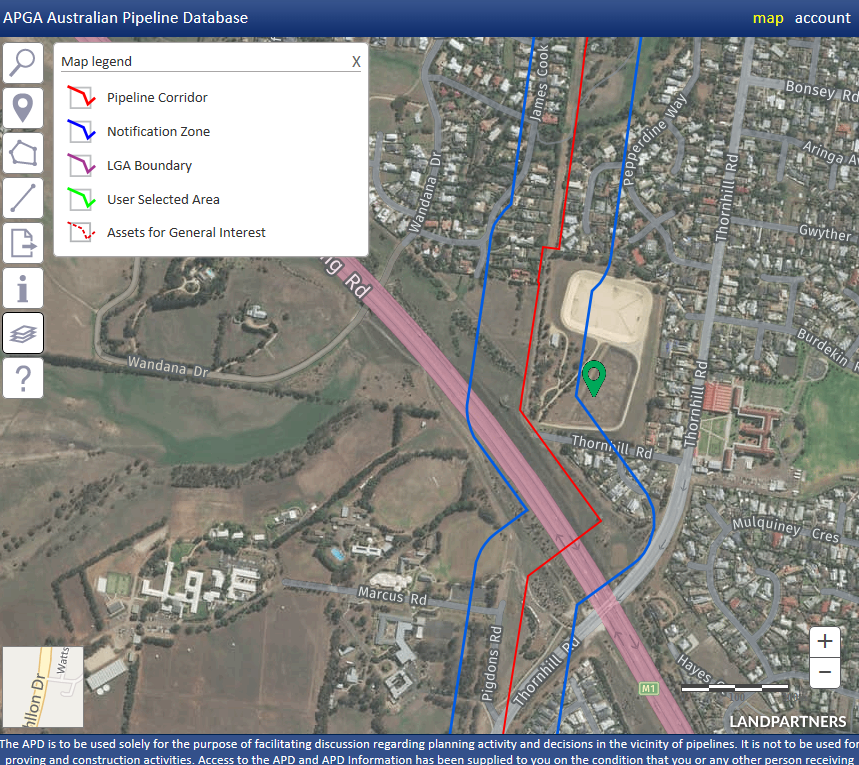 APGA Australian Pipeline Database
map account
Map legend X
Pipeline Corridor
Notification Zone
LGA Boundary
User Selected Area
Assets for General Interest
James Cook
Bonsey Rd
Pepperdine Way
Aringa Av
Wandana Dr
Thornhill Rd
Gwyther
ng Rd
Burdekin R
Wandana Dr
Thornhill Rd
Thornhill Rd
Mulquiney Cres
Marcus Rd
Pigdons Rd
Thornhill Rd
Hayes
M1
Watts
hllon Dr
+
−
LANDPARTNERS
The APD is to be used solely for the purpose of facilitating discussion regarding planning activity and decisions in the vicinity of pipelines. It is not to be used for
proving and construction activities. Access to the APD and APD Information has been supplied to you on the condition that you or any other person receiving